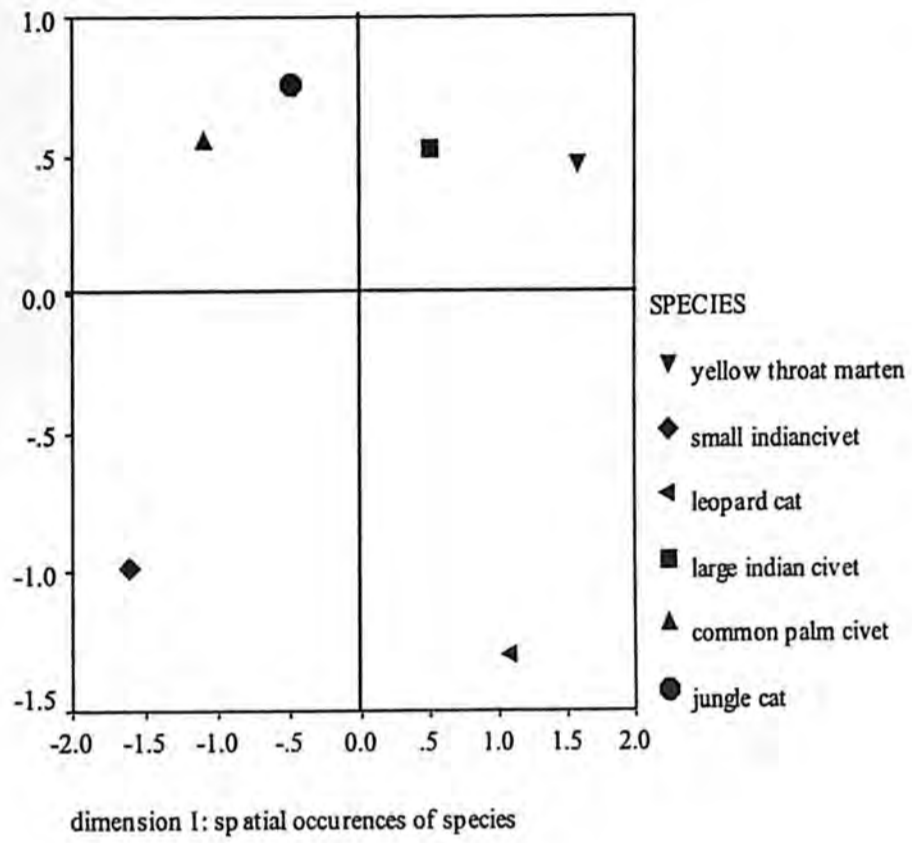 1.0
.5
0.0
-.5
-1.0
-1.5
-2.0 -1.5 -1.0 -.5 0.0 .5 1.0 1.5 2.0
SPECIES
yellow throat marten
small indiancivet
leopard cat
large indian civet
common palm civet
jungle cat
dimension 1: spatial occurences of species